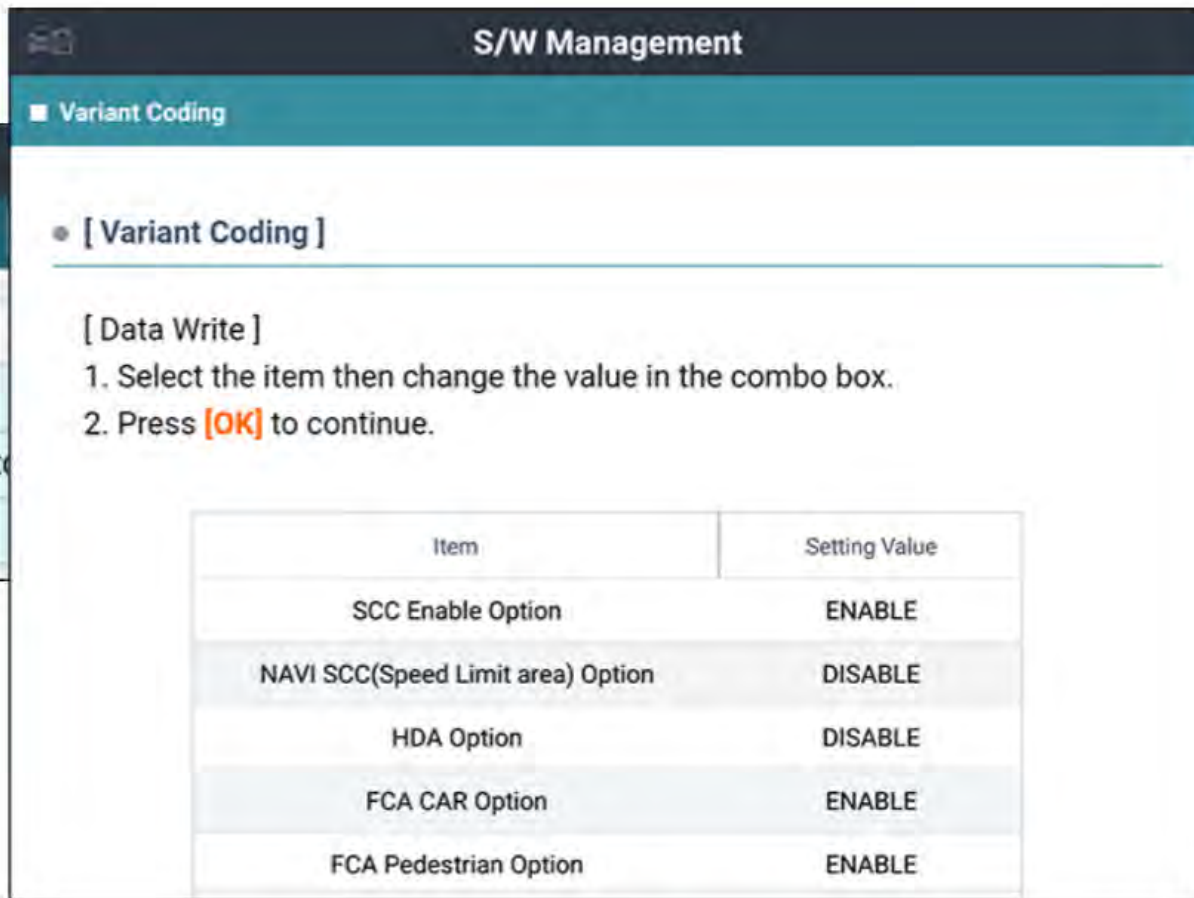 S/W Management
Variant Coding
[ Variant Coding ]
[ Data Write ]
1. Select the item then change the value in the combo box.
2. Press [OK] to continue.
Item Setting Value
SCC Enable Option ENABLE
NAVI SCC(Speed Limit area) Option DISABLE
HDA Option DISABLE
FCA CAR Option ENABLE
FCA Pedestrian Option ENABLE